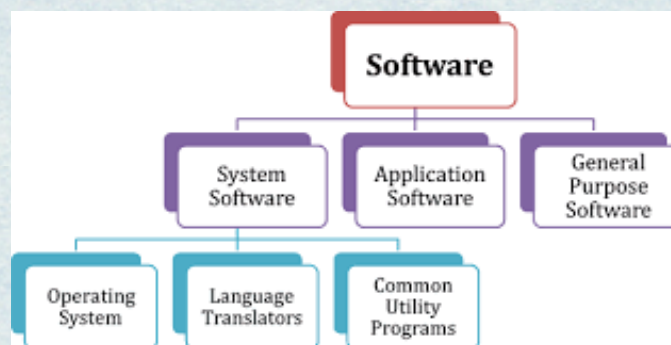 Software
System
Software
Application
Software
General
Purpose
Software
Operating
System
Language
Translators
Common
Utility
Programs